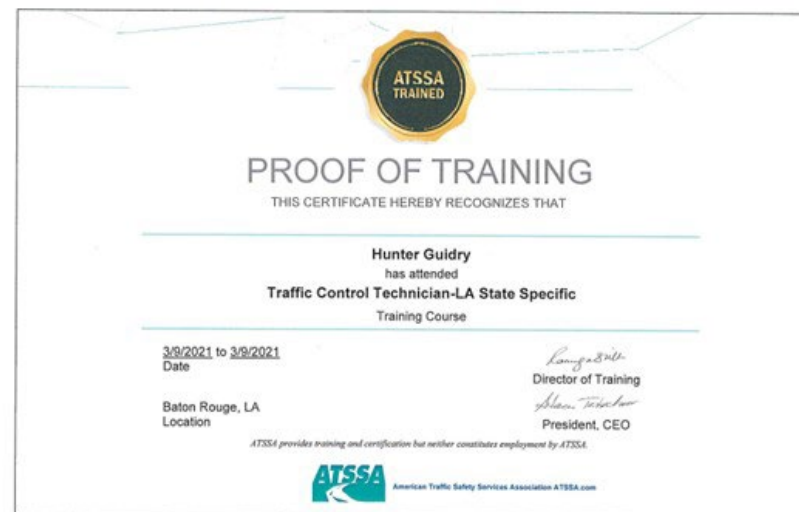 ATSSA
TRAINED
PROOF OF TRAINING
THIS CERTIFICATE HEREBY RECOGNIZES THAT
Hunter Guidry
has attended
Traffic Control Technician-LA State Specific
Training Course
3/9/2021 to 3/9/2021
Date
Director of Training
Baton Rouge, LA
Location
President, CEO
ATSSA provides training and certification but neither constitutes employment by ATSSA.
ATSSA
American Traffic Safety Services Association ATSSA.com